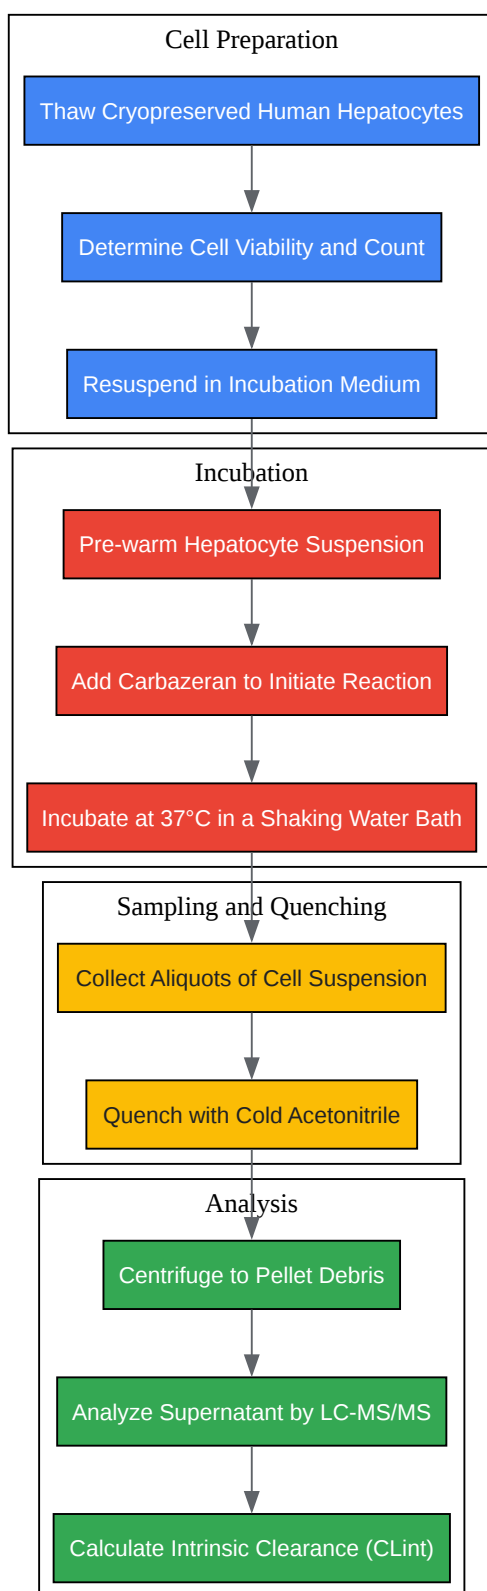 Cell Preparation
Thaw Cryopreserved Human Hepatocytes
Determine Cell Viability and Count
Resuspend in Incubation Medium
Incubation
Pre-warm Hepatocyte Suspension
Add Carbazeran to Initiate Reaction
Incubate at 37°C in a Shaking Water Bath
Sampling and Quenching
Collect Aliquots of Cell Suspension
Quench with Cold Acetonitrile
Analysis
Centrifuge to Pellet Debris
Analyze Supernatant by LC-MS/MS
Calculate Intrinsic Clearance (CLint)